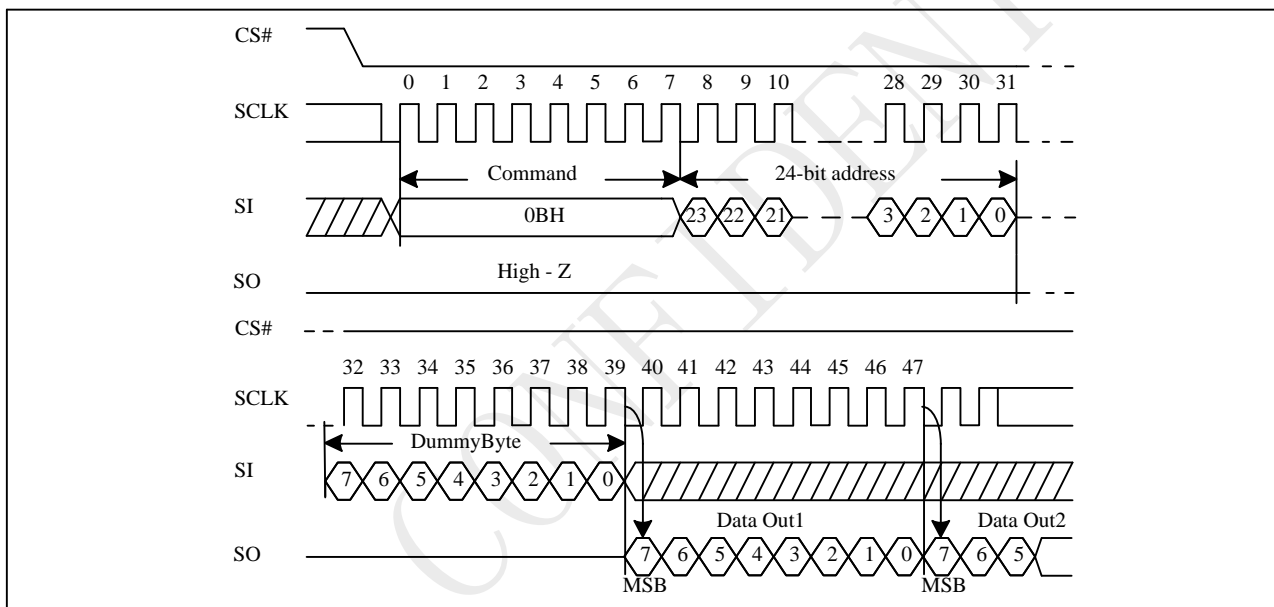 CS#
0 1 2 3 4 5 6 7 8 9 10 28 29 30 31
SCLK
Command 24-bit address
SI 0BH 23 22 21 3 2 1 0
High - Z
SO
CS#
32 33 34 35 36 37 38 39 40 41 42 43 44 45 46 47
SCLK
DummyByte
SI 7 6 5 4 3 2 1 0
Data Out1 Data Out2
SO 7 6 5 4 3 2 1 0 7 6 5
MSB MSB
CONFIDENT